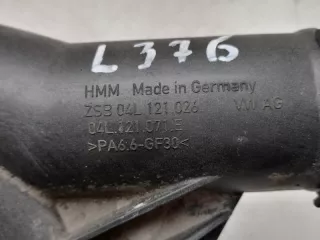 L376
HMM Made in Germany
ZSB 04L 121 026 VW AG
04L.121.071.E
>PA6.6-GF30<